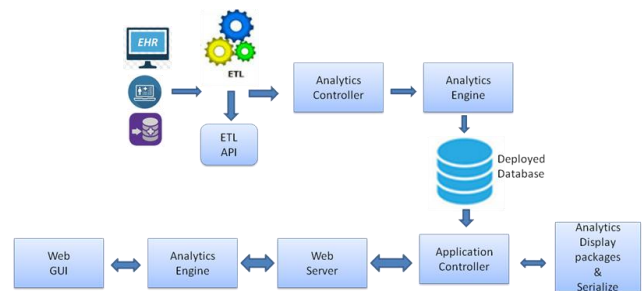 EHR
ETL
Analytics
Controller
Analytics
Engine
ETL
API
Deployed
Database
Web
GUI
Analytics
Engine
Web
Server
Application
Controller
Analytics
Display
packages
&
Serialize